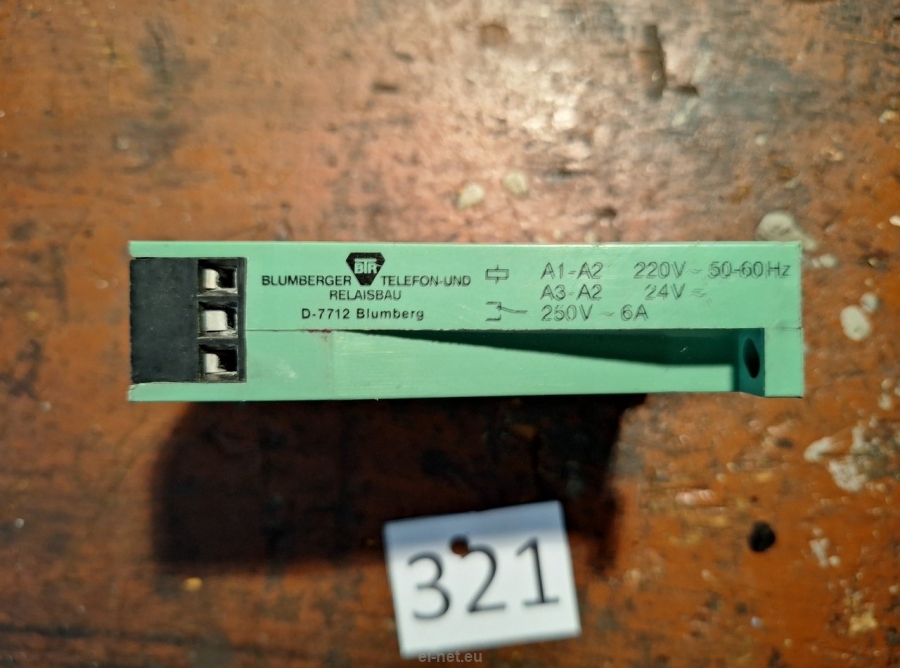 BTR
BLUMBERGER TELEFON-UND
RELAISBAU
D-7712 Blumberg
A1-A2 220V ~ 50-60Hz
A3-A2 24V ≂
250V ~ 6A
321
el-net.eu